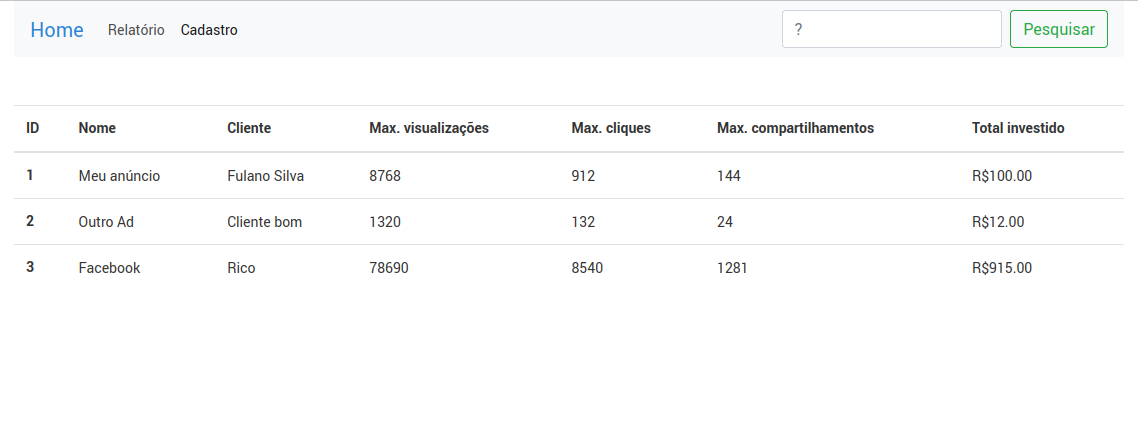 Home Relatório Cadastro ? Pesquisar
ID Nome Cliente Max. visualizações Max. cliques Max. compartilhamentos Total investido
1 Meu anúncio Fulano Silva 8768 912 144 R$100.00
2 Outro Ad Cliente bom 1320 132 24 R$12.00
3 Facebook Rico 78690 8540 1281 R$915.00